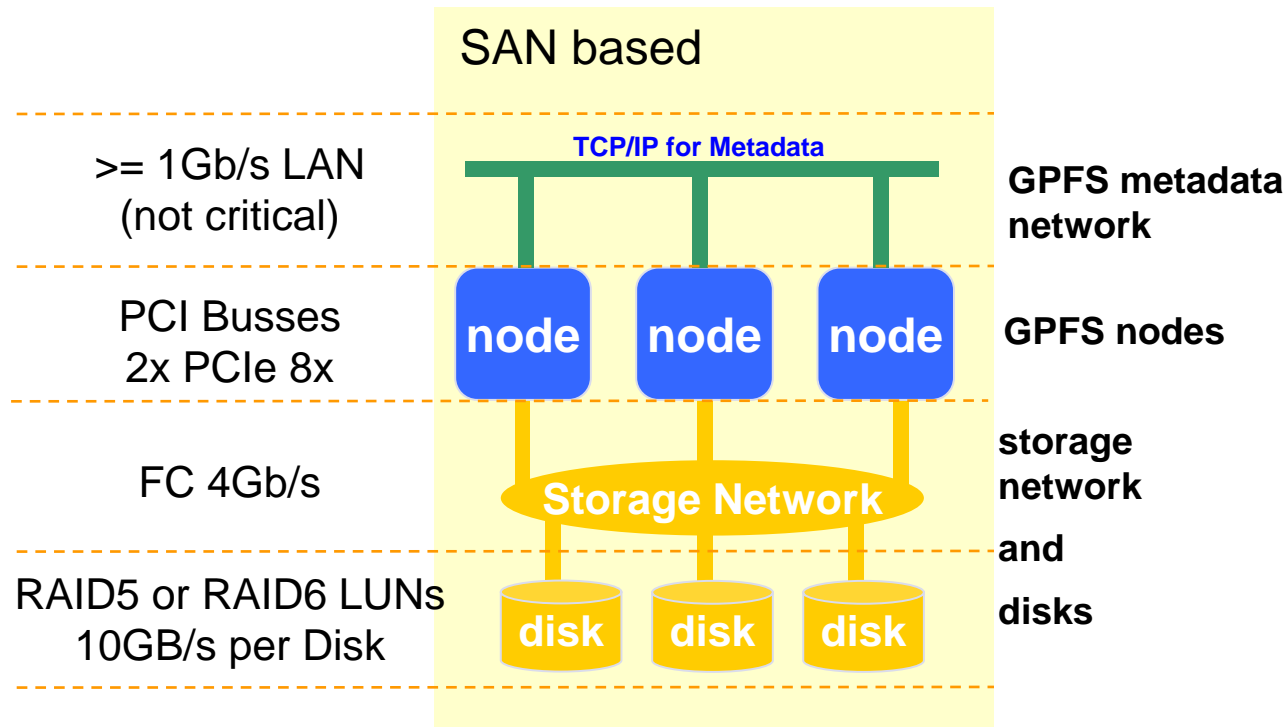 SAN based
>= 1Gb/s LAN
(not critical)
TCP/IP for Metadata
GPFS metadata
network
PCI Busses
2x PCIe 8x
node
node
node
GPFS nodes
FC 4Gb/s
Storage Network
storage
network
and
RAID5 or RAID6 LUNs
10GB/s per Disk
disk
disk
disk
disks